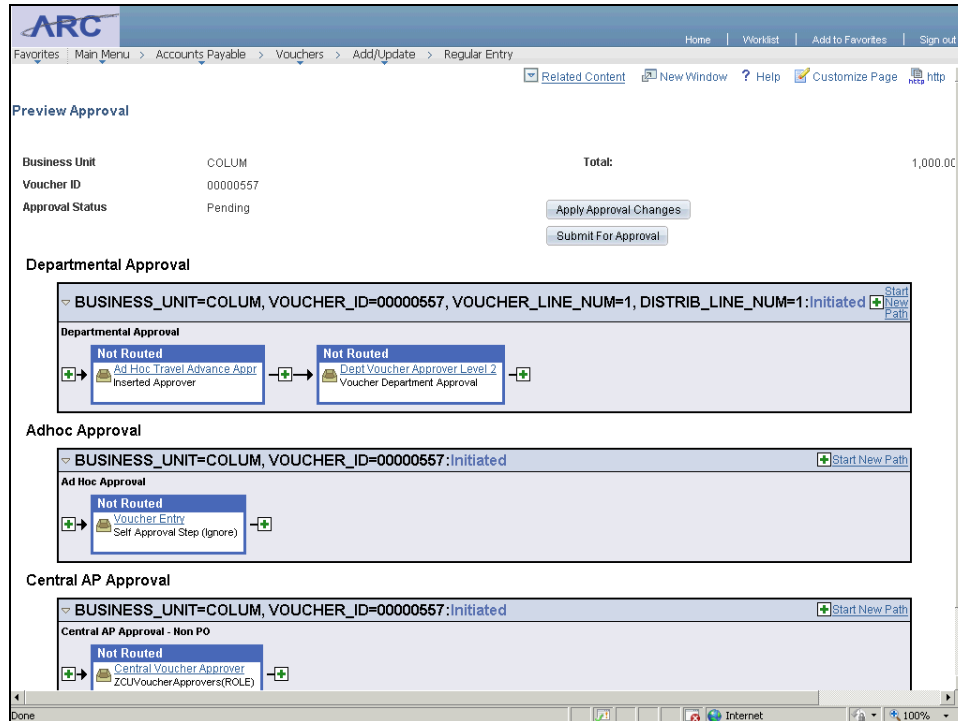 ARC
Home | Worklist | Add to Favorites | Sign out
Favorites Main Menu > Accounts Payable > Vouchers > Add/Update > Regular Entry
Related Content New Window ? Help Customize Page http
Preview Approval
Business Unit COLUM Total: 1,000.00
Voucher ID 00000557
Approval Status Pending Apply Approval Changes
Submit For Approval
Departmental Approval
BUSINESS_UNIT=COLUM, VOUCHER_ID=00000557, VOUCHER_LINE_NUM=1, DISTRIB_LINE_NUM=1:Initiated Start New Path
Departmental Approval
Not Routed Not Routed
Ad Hoc Travel Advance Appr Dept Voucher Approver Level 2
Inserted Approver Voucher Department Approval
Adhoc Approval
BUSINESS_UNIT=COLUM, VOUCHER_ID=00000557:Initiated Start New Path
Ad Hoc Approval
Not Routed
Voucher Entry
Self Approval Step (Ignore)
Central AP Approval
BUSINESS_UNIT=COLUM, VOUCHER_ID=00000557:Initiated Start New Path
Central AP Approval - Non PO
Not Routed
Central Voucher Approver
ZCUVoucherApprovers(ROLE)
Done Internet 100%